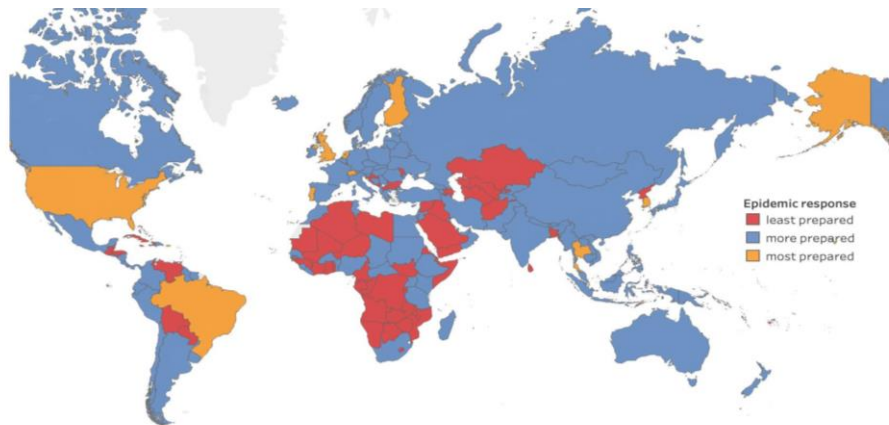 Epidemic response
least prepared
more prepared
most prepared